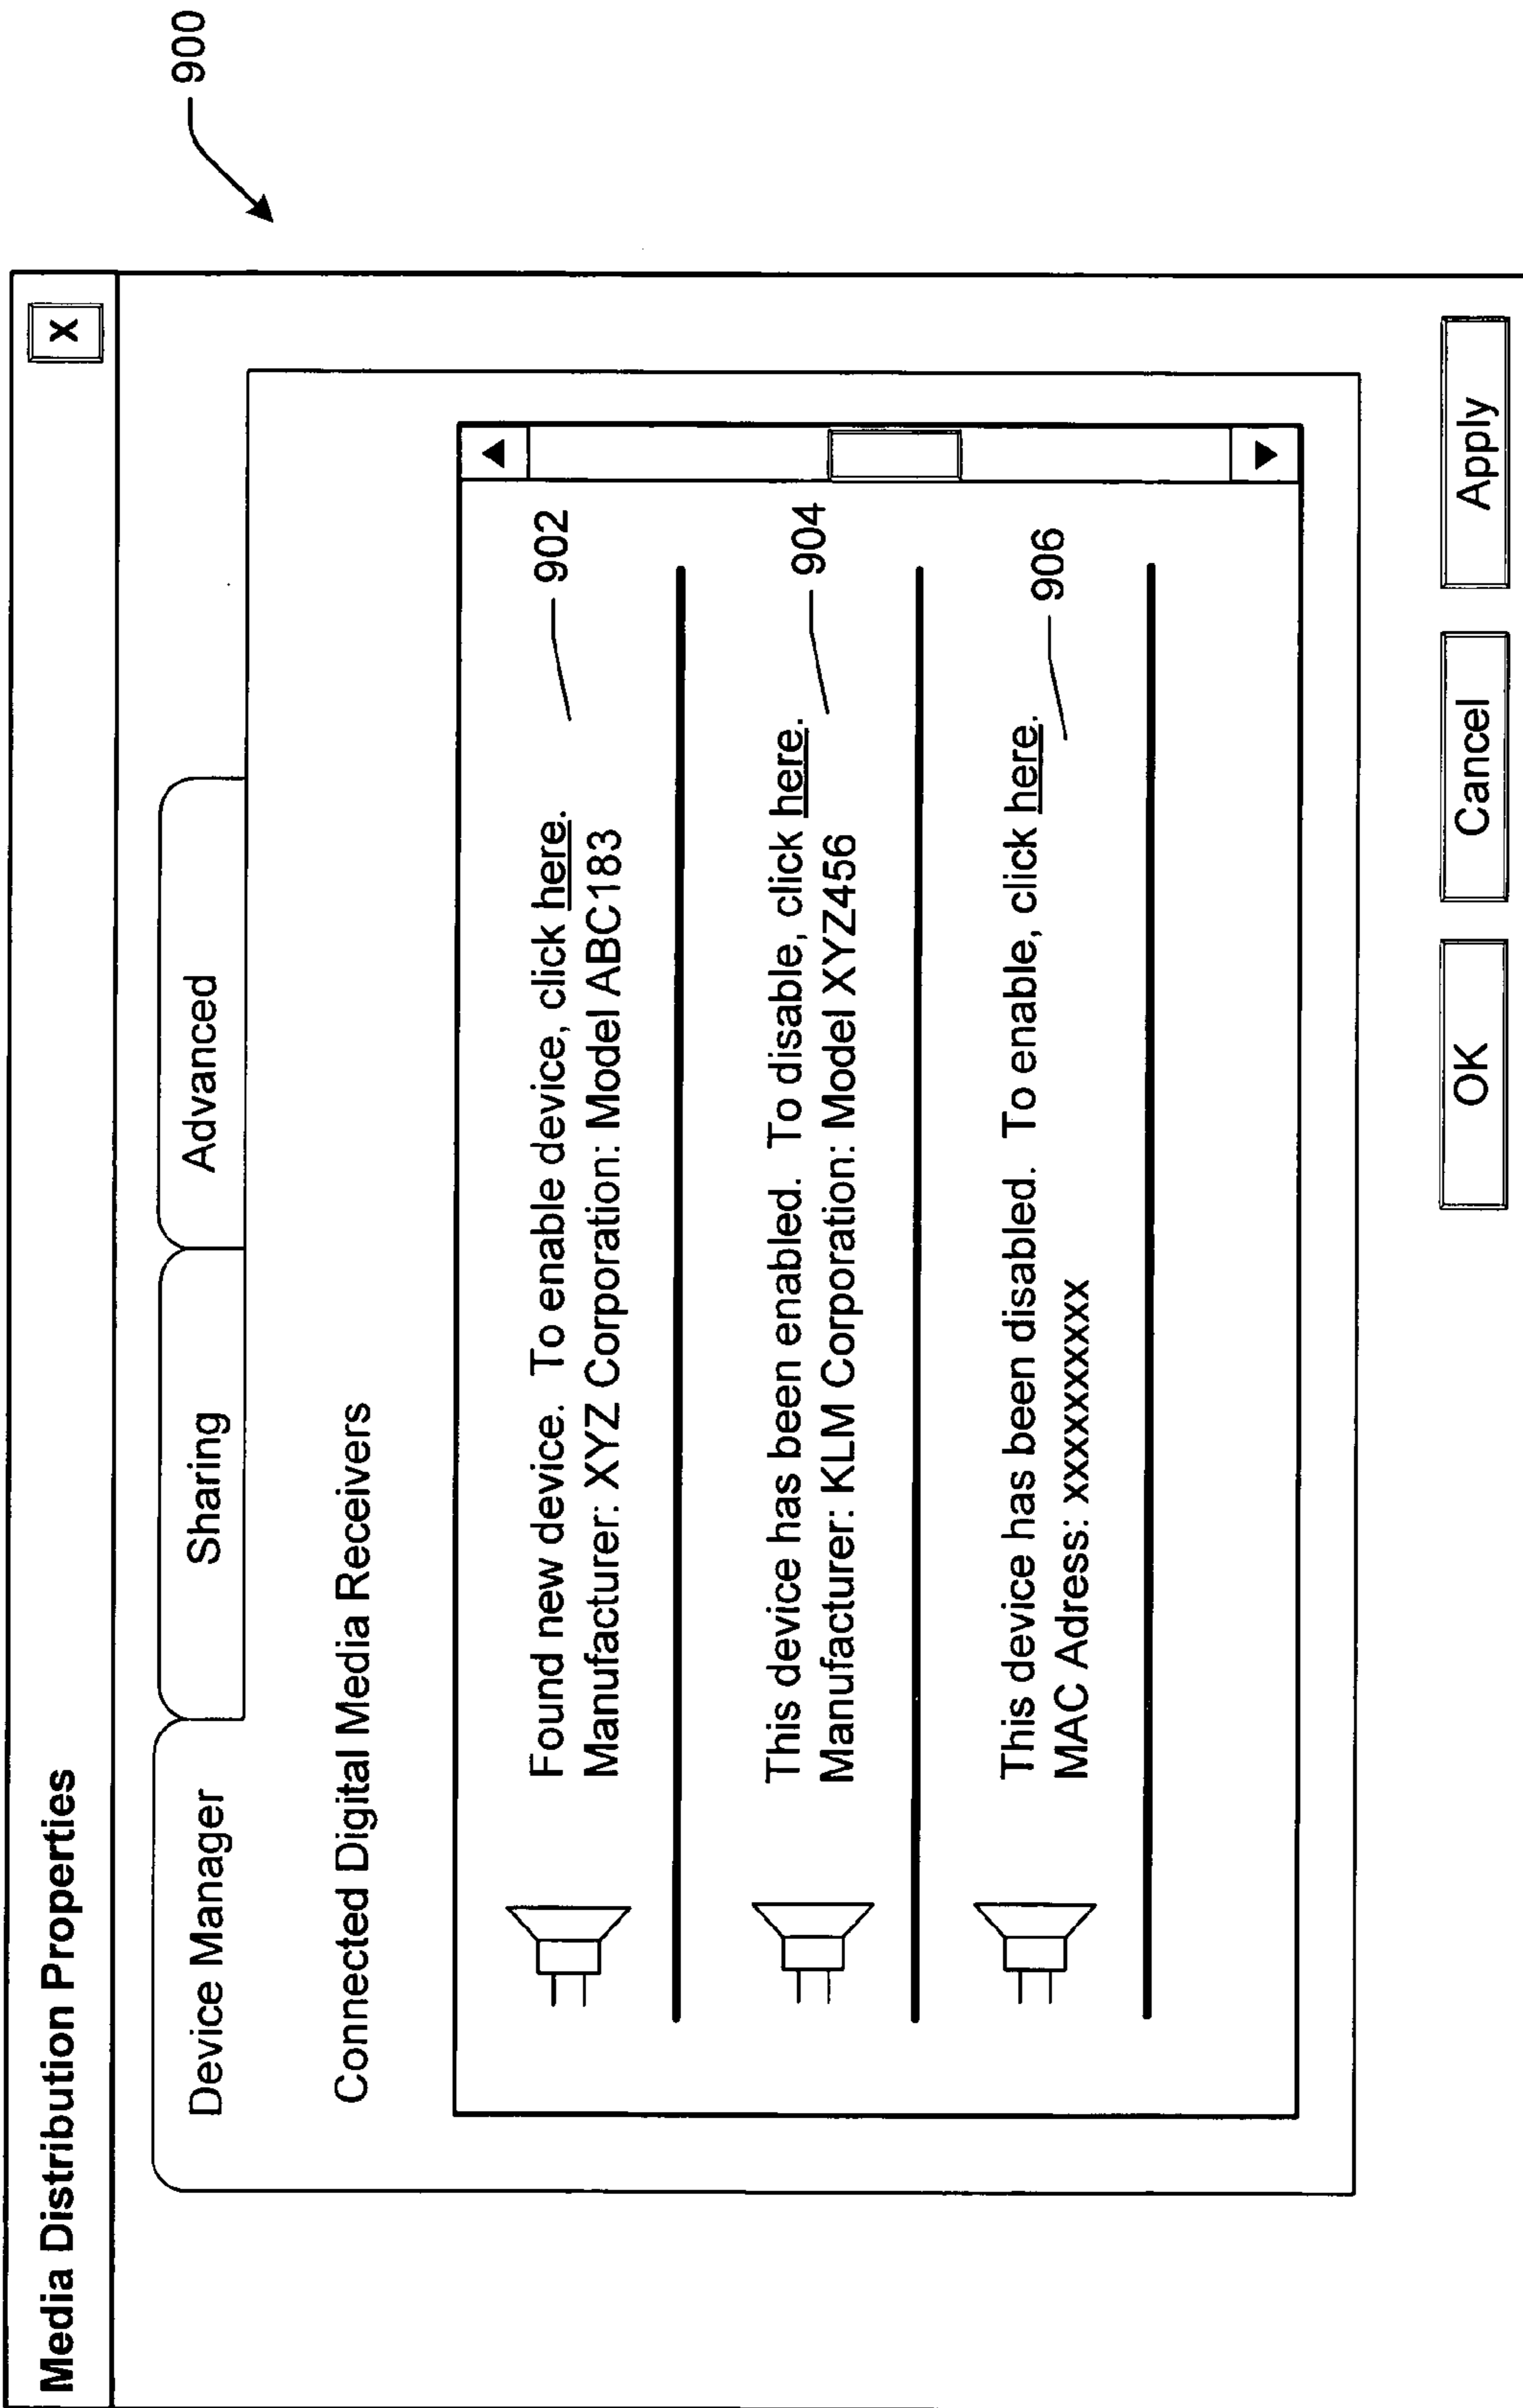 900
Media Distribution Properties
X
Device Manager
Sharing
Advanced
Connected Digital Media Receivers
Found new device. To enable device, click here.
Manufacturer: XYZ Corporation: Model ABC183
902
This device has been enabled. To disable, click here.
Manufacturer: KLM Corporation: Model XYZ456
904
This device has been disabled. To enable, click here.
MAC Adress: xxxxxxxxxx
906
OK
Cancel
Apply